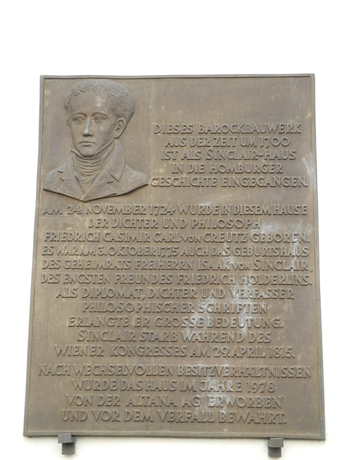 DIESES BAROCKBAUWERK
AUS DER ZEIT UM 1700
IST ALS SINCLAIR-HAUS
IN DIE HOMBURGER
GESCHICHTE EINGEGANGEN.
AM 24. NOVEMBER 1724 WURDE IN DIESEM HAUSE
DER DICHTER UND PHILOSOPH
FRIEDRICH CASIMIR CARL VON CREUTZ GEBOREN.
ES WAR AM 3. OKTOBER 1775 AUCH DAS GEBURTSHAUS
DES GEHEIMRATS FREIHERRN ISAAK VON SINCLAIR,
DES ENGSTEN FREUNDES FRIEDRICH HÖLDERLINS.
ALS DIPLOMAT, DICHTER UND VERFASSER
PHILOSOPHISCHER SCHRIFTEN
ERLANGTE ER GROSSE BEDEUTUNG.
SINCLAIR STARB WÄHREND DES
WIENER KONGRESSES AM 29. APRIL 1815.
NACH WECHSELVOLLEN BESITZVERHÄLTNISSEN
WURDE DAS HAUS IM JAHRE 1978
VON DER ALTANA AG ERWORBEN
UND VOR DEM VERFALL BEWAHRT.